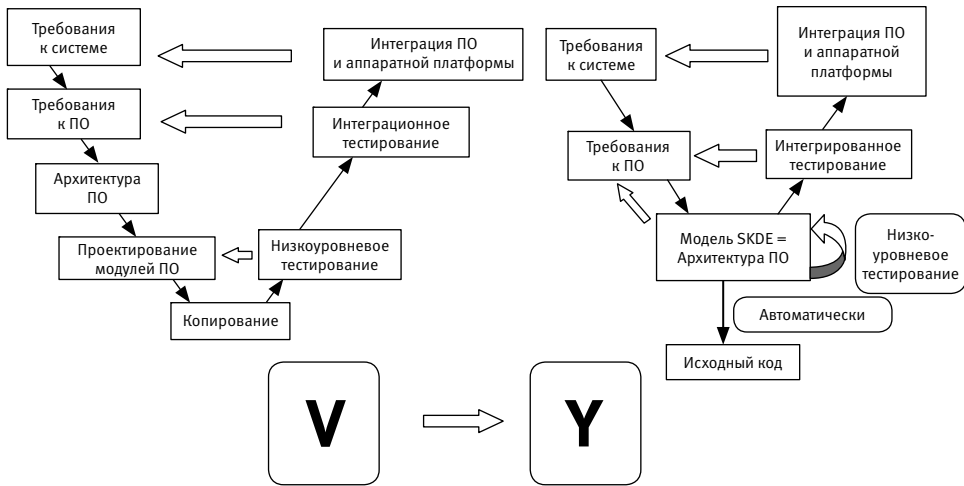 Требования
к системе
Требования
к ПО
Архитектура
ПО
Проектирование
модулей ПО
Копирование
Низкоуровневое
тестирование
Интеграционное
тестирование
Интеграция ПО
и аппаратной платформы
Требования
к системе
Требования
к ПО
Модель SKDE =
Архитектура ПО
Автоматически
Исходный код
Низко-
уровневое
тестирование
Интегрированное
тестирование
Интеграция ПО
и аппаратной
платформы
V
Y